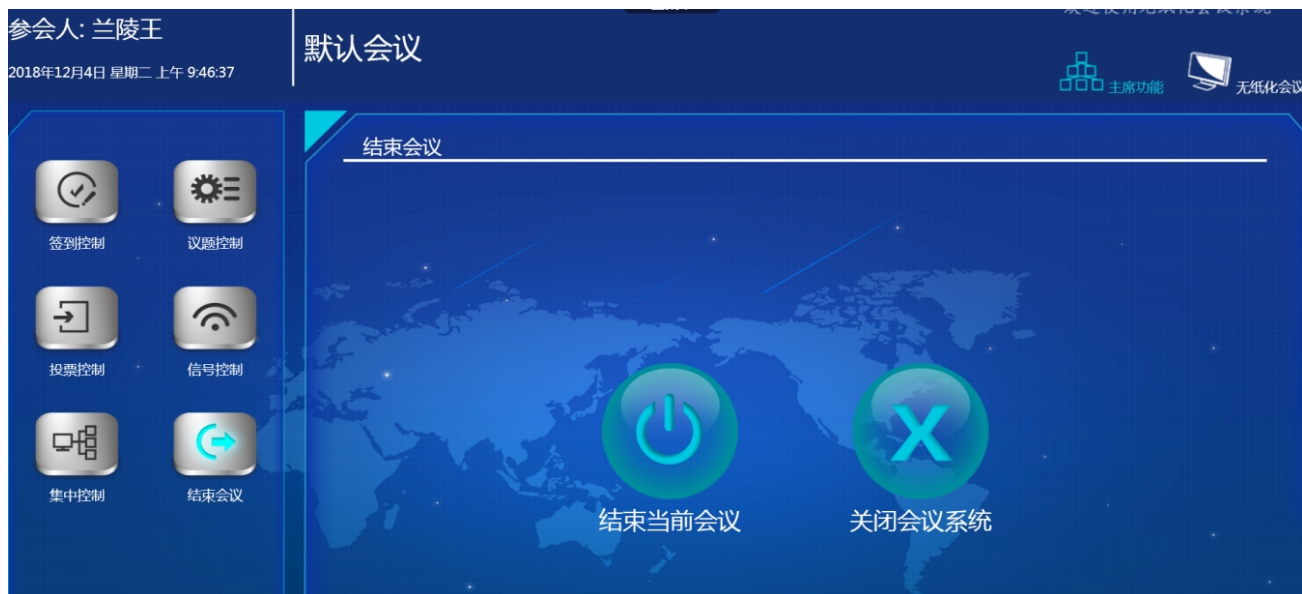 参会人: 兰陵王
2018年12月4日 星期二 上午 9:46:37
默认会议
主席功能
无纸化会议
结束会议
签到控制
议题控制
投票控制
信号控制
集中控制
结束会议
结束当前会议
关闭会议系统